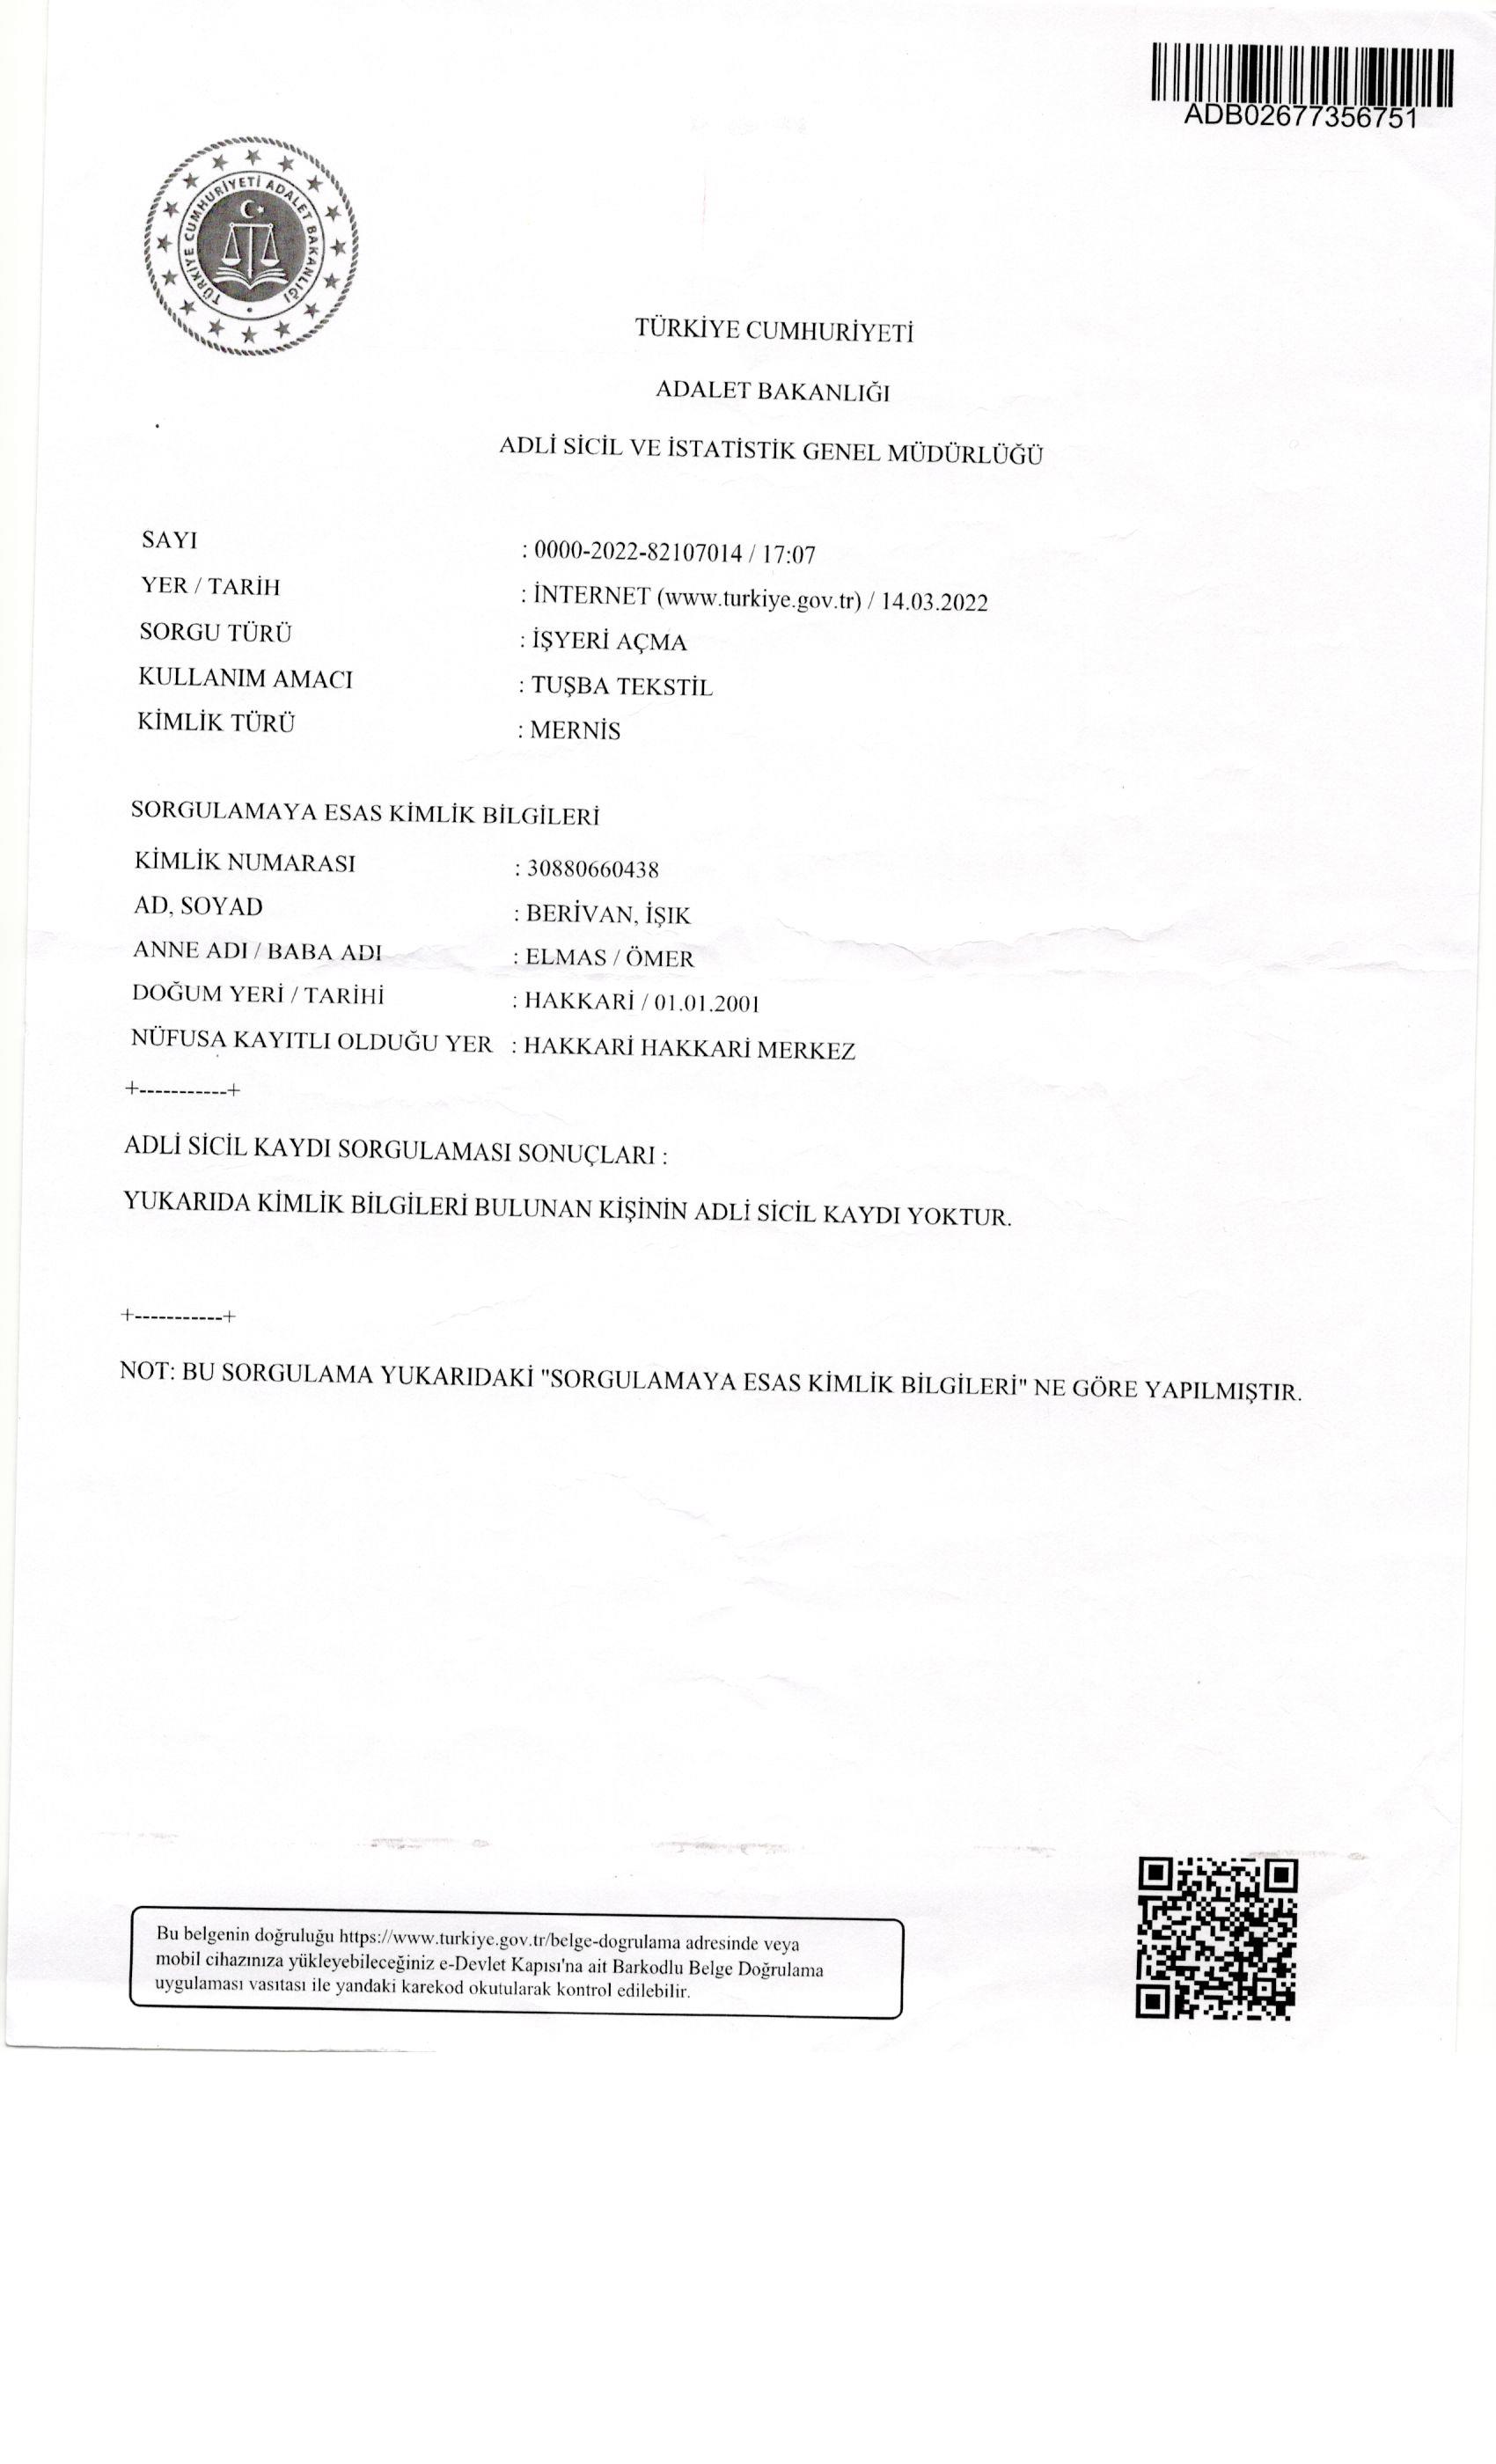 ADB02677356751
TÜRKİYE CUMHURİYETİ ADALET BAKANLIĞI
TÜRKİYE CUMHURİYETİ
ADALET BAKANLIĞI
ADLİ SİCİL VE İSTATİSTİK GENEL MÜDÜRLÜĞÜ
SAYI : 0000-2022-82107014 / 17:07
YER / TARİH : İNTERNET (www.turkiye.gov.tr) / 14.03.2022
SORGU TÜRÜ : İŞYERİ AÇMA
KULLANIM AMACI : TUŞBA TEKSTİL
KİMLİK TÜRÜ : MERNİS
SORGULAMAYA ESAS KİMLİK BİLGİLERİ
KİMLİK NUMARASI : 30880660438
AD, SOYAD : BERİVAN, İŞIK
ANNE ADI / BABA ADI : ELMAS / ÖMER
DOĞUM YERİ / TARİHİ : HAKKARİ / 01.01.2001
NÜFUSA KAYITLI OLDUĞU YER : HAKKARİ HAKKARİ MERKEZ
+-----------+
ADLİ SİCİL KAYDI SORGULAMASI SONUÇLARI :
YUKARIDA KİMLİK BİLGİLERİ BULUNAN KİŞİNİN ADLİ SİCİL KAYDI YOKTUR.
+-----------+
NOT: BU SORGULAMA YUKARIDAKİ "SORGULAMAYA ESAS KİMLİK BİLGİLERİ" NE GÖRE YAPILMIŞTIR.
Bu belgenin doğruluğu https://www.turkiye.gov.tr/belge-dogrulama adresinde veya
mobil cihazınıza yükleyebileceğiniz e-Devlet Kapısı'na ait Barkodlu Belge Doğrulama
uygulaması vasıtası ile yandaki karekod okutularak kontrol edilebilir.